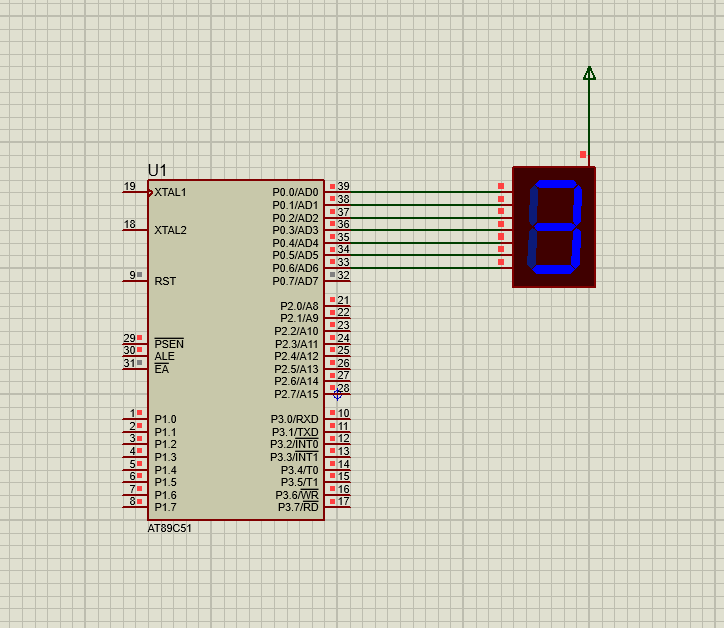 U1
19 XTAL1
18 XTAL2
9 RST
29 PSEN
30 ALE
31 EA
1 P1.0
2 P1.1
3 P1.2
4 P1.3
5 P1.4
6 P1.5
7 P1.6
8 P1.7
P0.0/AD0 39
P0.1/AD1 38
P0.2/AD2 37
P0.3/AD3 36
P0.4/AD4 35
P0.5/AD5 34
P0.6/AD6 33
P0.7/AD7 32
P2.0/A8 21
P2.1/A9 22
P2.2/A10 23
P2.3/A11 24
P2.4/A12 25
P2.5/A13 26
P2.6/A14 27
P2.7/A15 28
P3.0/RXD 10
P3.1/TXD 11
P3.2/INT0 12
P3.3/INT1 13
P3.4/T0 14
P3.5/T1 15
P3.6/WR 16
P3.7/RD 17
AT89C51
3